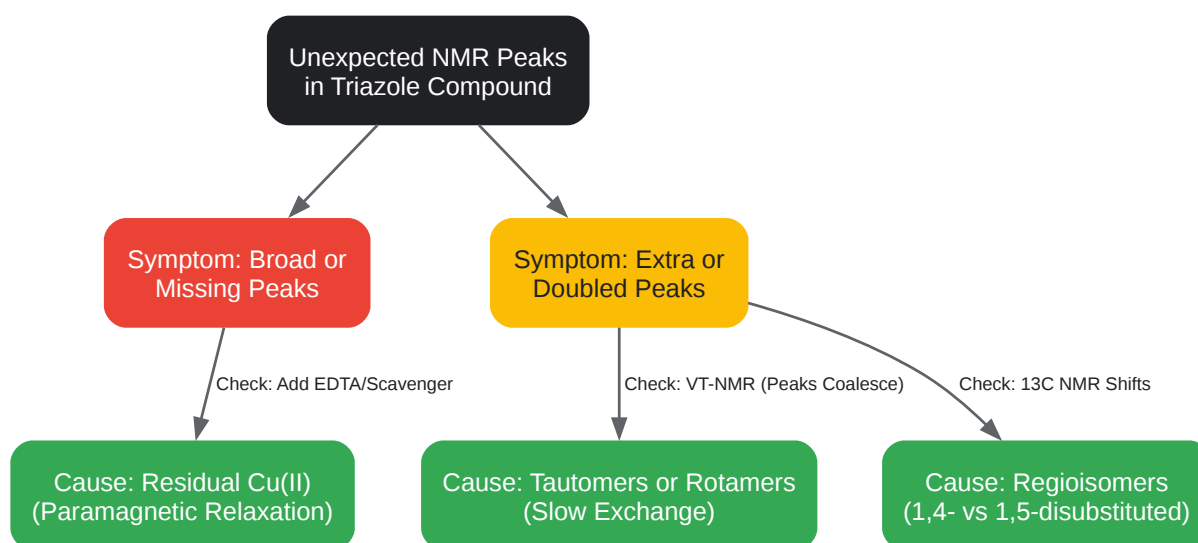 Unexpected NMR Peaks
in Triazole Compound
Symptom: Broad or
Missing Peaks
Symptom: Extra or
Doubled Peaks
Check: Add EDTA/Scavenger
Check: VT-NMR (Peaks Coalesce)
Check: 13C NMR Shifts
Cause: Residual Cu(II)
(Paramagnetic Relaxation)
Cause: Tautomers or Rotamers
(Slow Exchange)
Cause: Regioisomers
(1,4- vs 1,5-disubstituted)